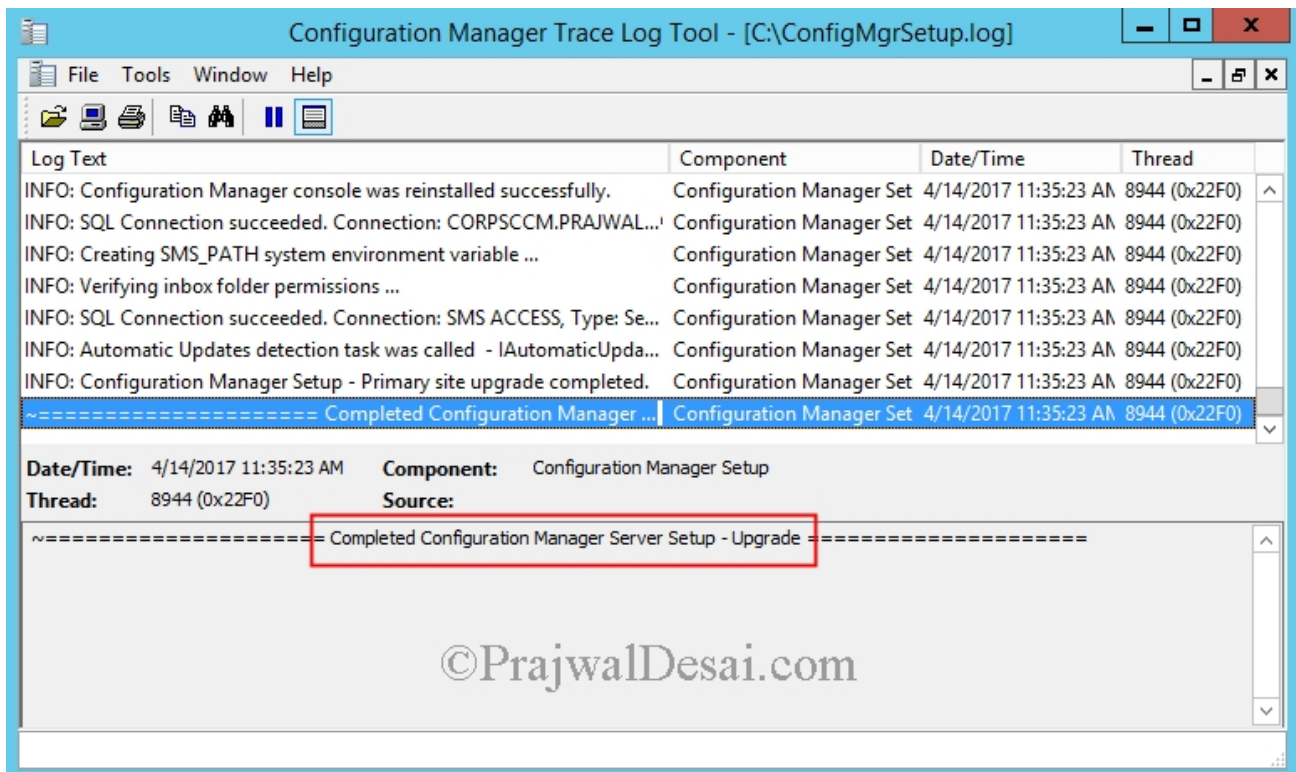 Configuration Manager Trace Log Tool - [C:\ConfigMgrSetup.log]
File Tools Window Help
Log Text Component Date/Time Thread
INFO: Configuration Manager console was reinstalled successfully. Configuration Manager Set 4/14/2017 11:35:23 AM 8944 (0x22F0)
INFO: SQL Connection succeeded. Connection: CORPSCCM.PRAJWAL... Configuration Manager Set 4/14/2017 11:35:23 AM 8944 (0x22F0)
INFO: Creating SMS_PATH system environment variable ... Configuration Manager Set 4/14/2017 11:35:23 AM 8944 (0x22F0)
INFO: Verifying inbox folder permissions ... Configuration Manager Set 4/14/2017 11:35:23 AM 8944 (0x22F0)
INFO: SQL Connection succeeded. Connection: SMS ACCESS, Type: Se... Configuration Manager Set 4/14/2017 11:35:23 AM 8944 (0x22F0)
INFO: Automatic Updates detection task was called - IAutomaticUpda... Configuration Manager Set 4/14/2017 11:35:23 AM 8944 (0x22F0)
INFO: Configuration Manager Setup - Primary site upgrade completed. Configuration Manager Set 4/14/2017 11:35:23 AM 8944 (0x22F0)
~====================== Completed Configuration Manager ... Configuration Manager Set 4/14/2017 11:35:23 AM 8944 (0x22F0)
Date/Time: 4/14/2017 11:35:23 AM Component: Configuration Manager Setup
Thread: 8944 (0x22F0) Source:
~===================== Completed Configuration Manager Server Setup - Upgrade =====================
©PrajwalDesai.com